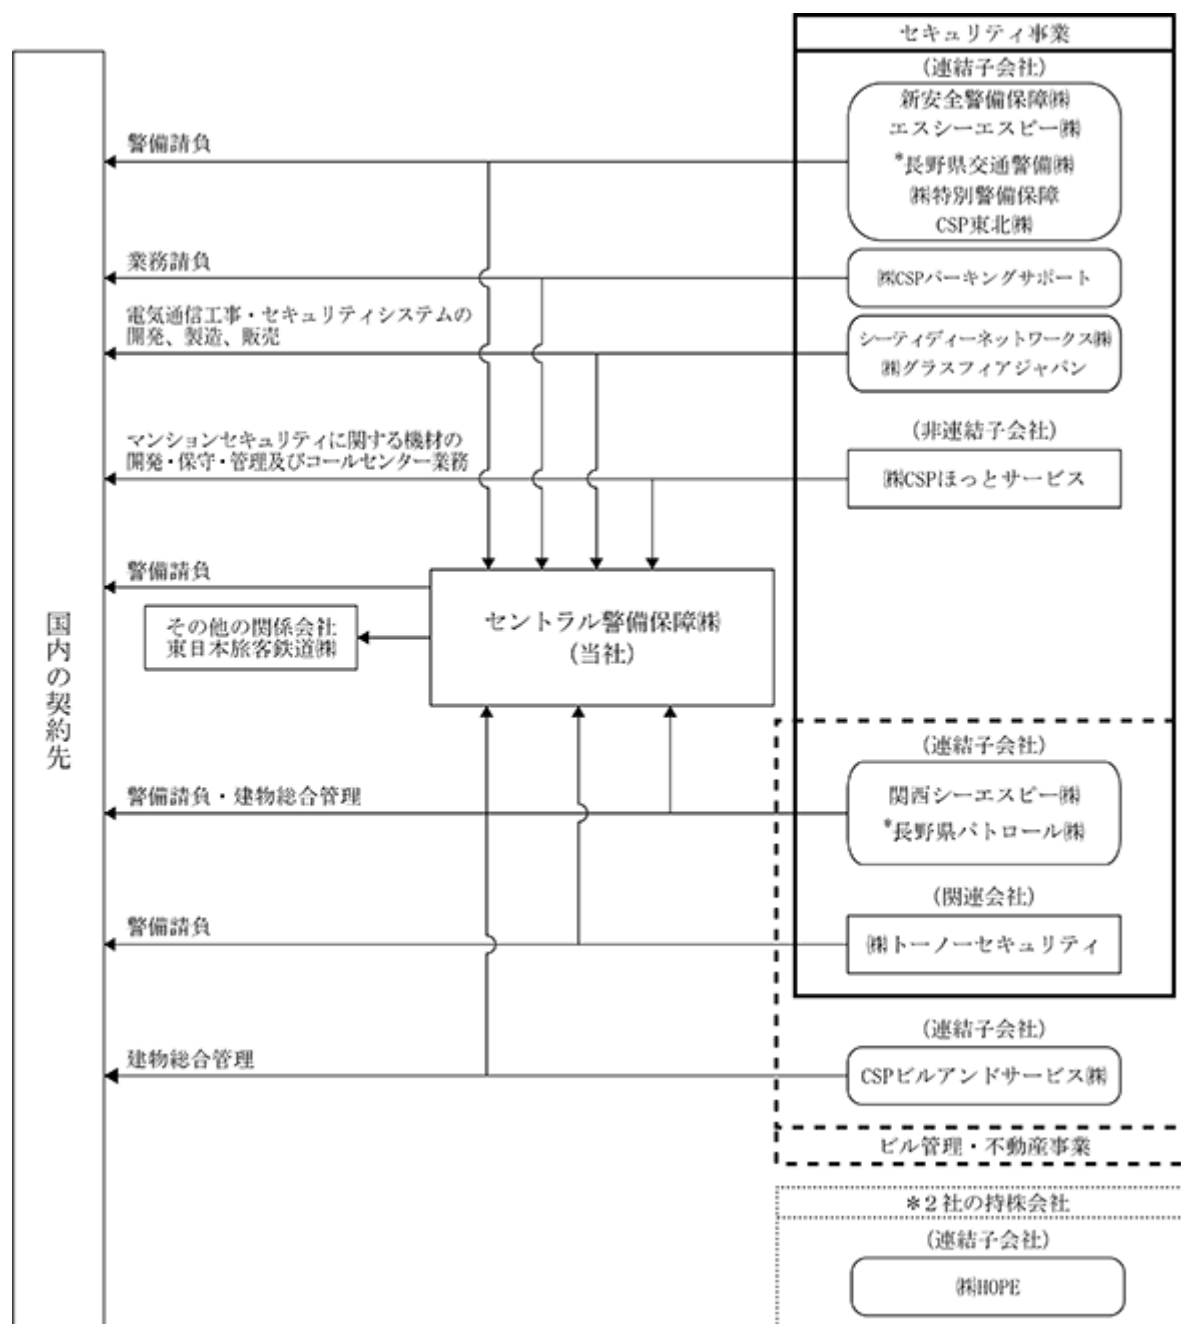 セキュリティ事業
(連結子会社)
新安全警備保障㈱
エスシーエスピー㈱
*長野県交通警備㈱
㈱特別警備保障
CSP東北㈱
警備請負
業務請負
㈱CSPパーキングサポート
電気通信工事・セキュリティシステムの
開発、製造、販売
シーティディーネットワークス㈱
㈱グラスフィアジャパン
(非連結子会社)
マンションセキュリティに関する機材の
開発・保守・管理及びコールセンター業務
㈱CSPほっとサービス
警備請負
セントラル警備保障㈱
(当社)
その他の関係会社
東日本旅客鉄道㈱
国内の契約先
(連結子会社)
関西シーエスピー㈱
*長野県パトロール㈱
警備請負・建物総合管理
(関連会社)
警備請負
㈱トーノーセキュリティ
(連結子会社)
建物総合管理
CSPビルアンドサービス㈱
ビル管理・不動産事業
*2社の持株会社
(連結子会社)
㈱HOPE